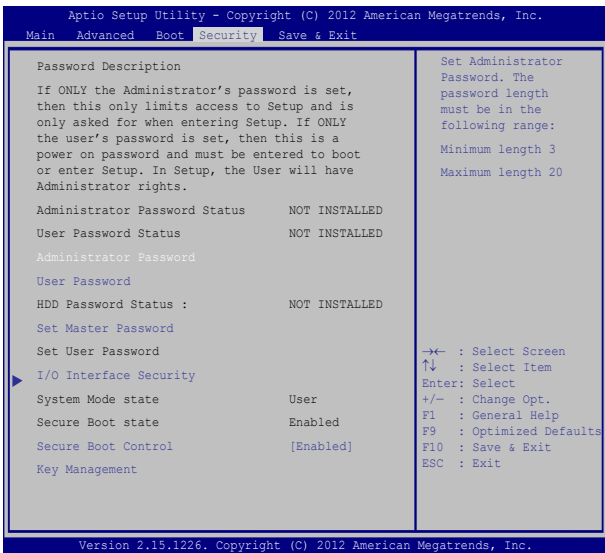 Aptio Setup Utility - Copyright (C) 2012 American Megatrends, Inc.
Main Advanced Boot Security Save & Exit
Password Description
If ONLY the Administrator's password is set,
then this only limits access to Setup and is
only asked for when entering Setup. If ONLY
the user's password is set, then this is a
power on password and must be entered to boot
or enter Setup. In Setup, the User will have
Administrator rights.
Administrator Password Status NOT INSTALLED
User Password Status NOT INSTALLED
Administrator Password
User Password
HDD Password Status : NOT INSTALLED
Set Master Password
Set User Password
I/O Interface Security
System Mode state User
Secure Boot state Enabled
Secure Boot Control [Enabled]
Key Management
Set Administrator
Password. The
password length
must be in the
following range:
Minimum length 3
Maximum length 20
→← : Select Screen
↑↓ : Select Item
Enter: Select
+/— : Change Opt.
F1 : General Help
F9 : Optimized Defaults
F10 : Save & Exit
ESC : Exit
Version 2.15.1226. Copyright (C) 2012 American Megatrends, Inc.